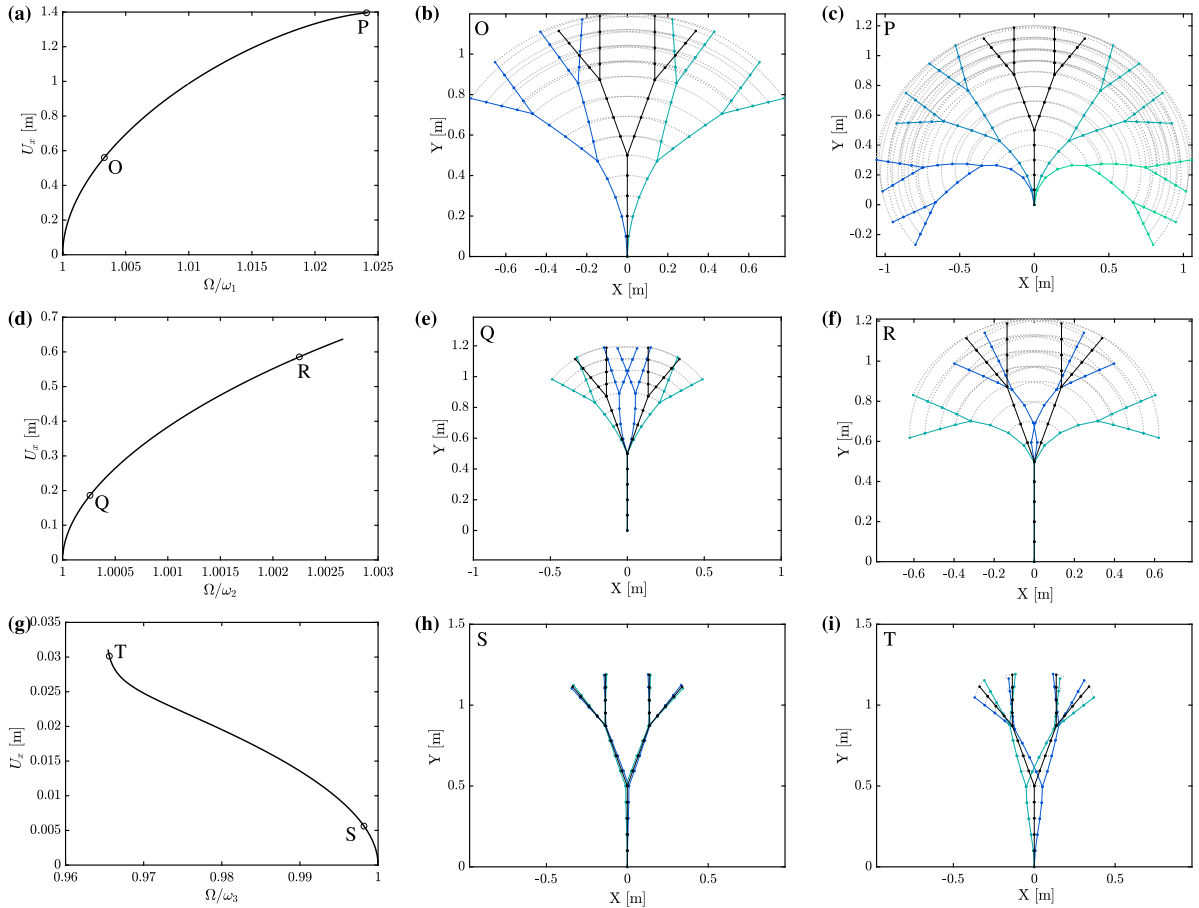 (a)
1.4
1.2
1
0.8
0.6
0.4
0.2
0
U_x [m]
O
P
1 1.005 1.01 1.015 1.02 1.025
Ω/ω_1
(b)
O
1
0.8
0.6
0.4
0.2
0
Y [m]
-0.6 -0.4 -0.2 0 0.2 0.4 0.6
X [m]
(c)
P
1.2
1
0.8
0.6
0.4
0.2
0
-0.2
Y [m]
-1 -0.5 0 0.5 1
X [m]
(d)
0.7
0.6
0.5
0.4
0.3
0.2
0.1
0
U_x [m]
Q
R
1 1.0005 1.001 1.0015 1.002 1.0025 1.003
Ω/ω_2
(e)
Q
1.2
1
0.8
0.6
0.4
0.2
0
Y [m]
-1 -0.5 0 0.5 1
X [m]
(f)
R
1.2
1
0.8
0.6
0.4
0.2
0
Y [m]
-0.6 -0.4 -0.2 0 0.2 0.4 0.6
X [m]
(g)
0.035
0.03
0.025
0.02
0.015
0.01
0.005
0
U_x [m]
T
S
0.96 0.97 0.98 0.99 1
Ω/ω_3
(h)
S
1.5
1
0.5
0
Y [m]
-0.5 0 0.5
X [m]
(i)
T
1.5
1
0.5
0
Y [m]
-0.5 0 0.5
X [m]